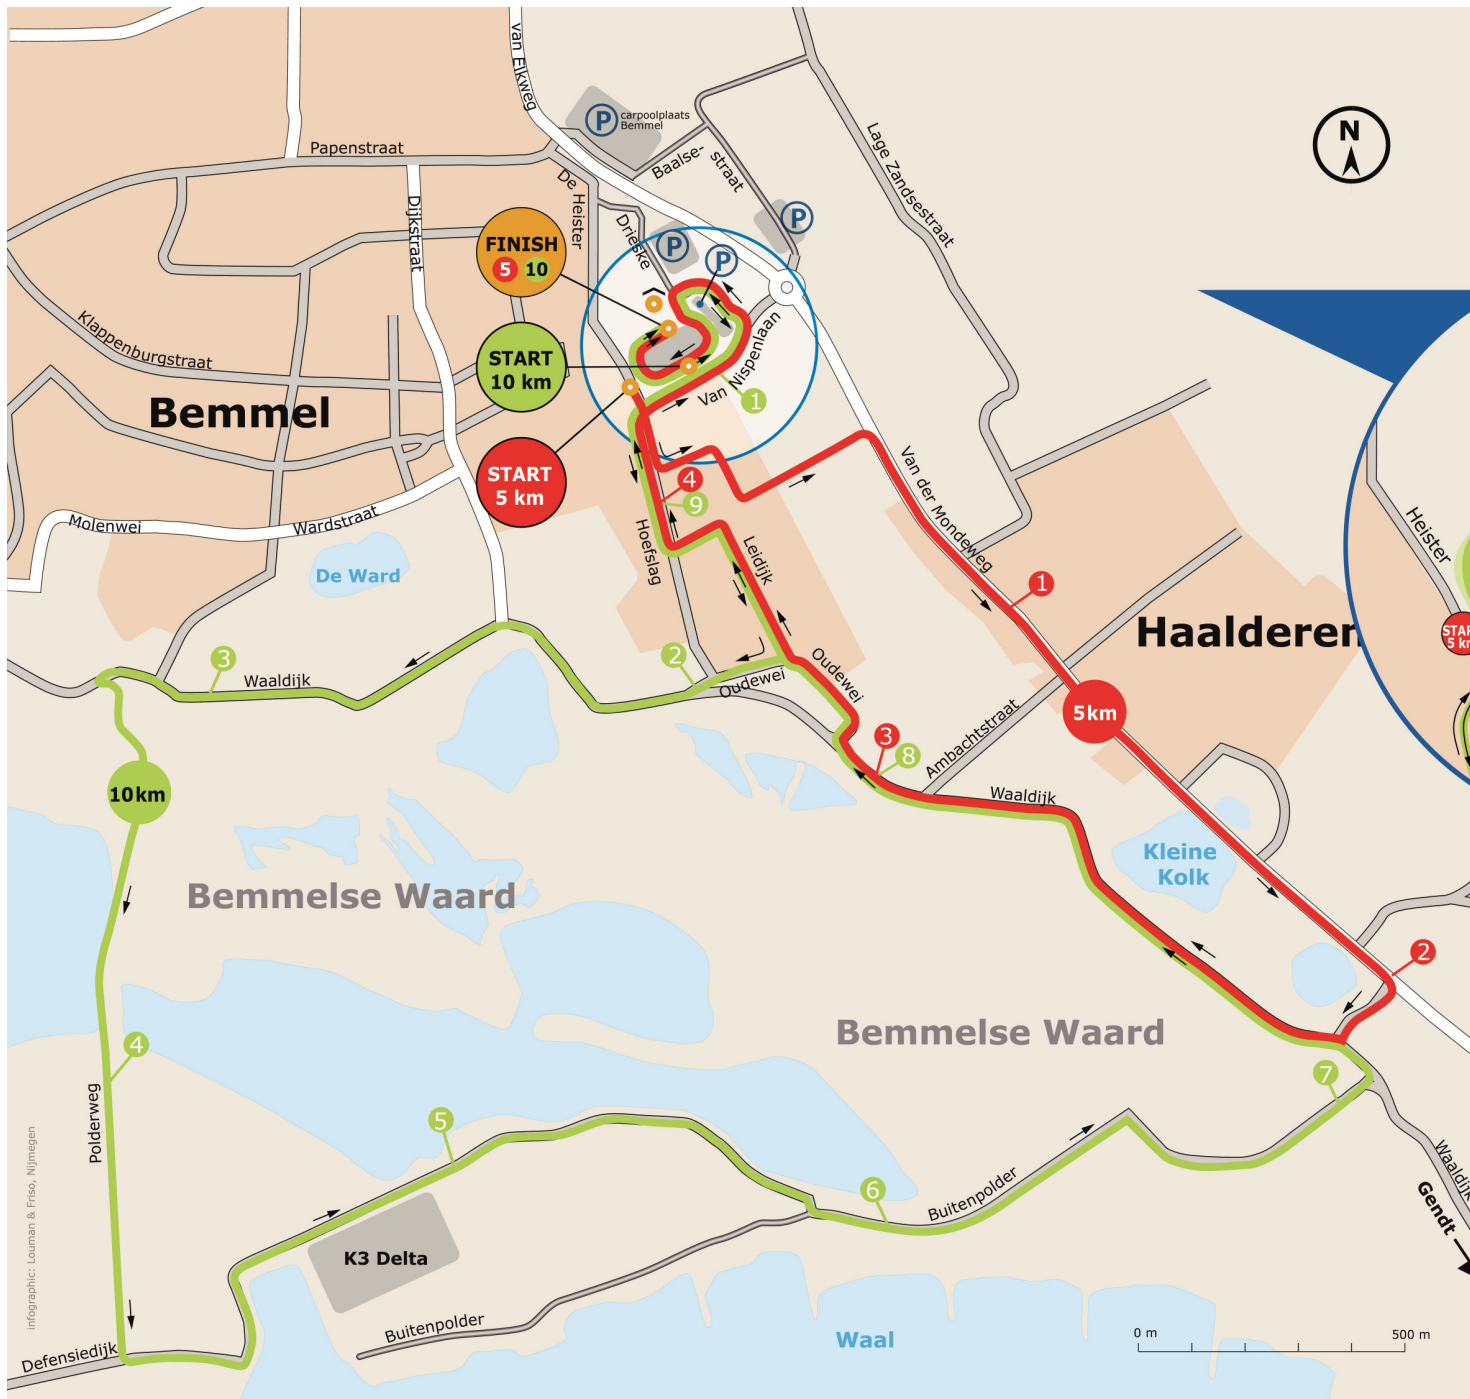 van Elkweg
P
carpoolplaats
Bemmel
N
Papenstraat
Baalse-
straat
Lage Zandsestraat
De Heister
Dijkstraat
Drieske
P
P
P
FINISH
5 10
Klappenburgstraat
START
10 km
Van Nispenlaan
1
Bemmel
START
5 km
4
9
Van der Mondeweg
Molenwei
Wardstraat
Hoefslag
Leidijk
De Ward
1
Heister
Haalderen
START
5 km
3
Waaldijk
2
Oudewei
Oudewei
5km
3
8
Ambachtstraat
Waaldijk
10km
Kleine
Kolk
Bemmelse Waard
2
Bemmelse Waard
4
7
Polderweg
5
6
Buitenpolder
Waaldijk
Gendt
K3 Delta
infographic: Louman & Friso, Nijmegen
Buitenpolder
Defensiedijk
Waal
0 m
500 m